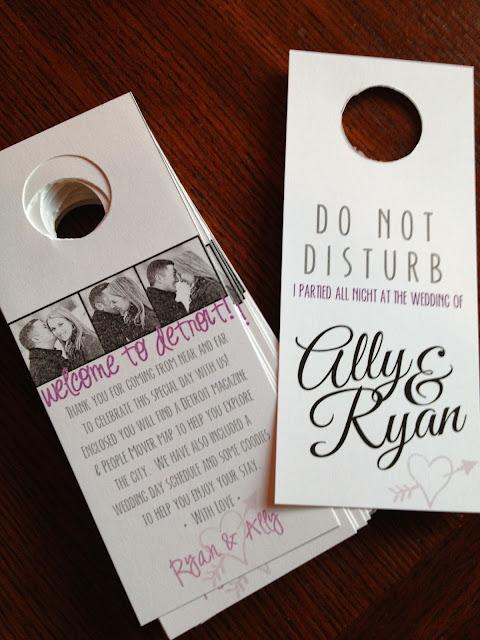 welcome to detroit!!
THANK YOU FOR COMING FROM NEAR AND FAR
TO CELEBRATE THIS SPECIAL DAY WITH US!
ENCLOSED YOU WILL FIND A DETROIT MAGAZINE
& PEOPLE MOVER MAP TO HELP YOU EXPLORE
THE CITY. WE HAVE ALSO INCLUDED A
WEDDING DAY SCHEDULE AND SOME GOODIES
TO HELP YOU ENJOY YOUR STAY.
• WITH LOVE •
Ryan & Ally
DO NOT
DISTURB
I PARTIED ALL NIGHT AT THE WEDDING OF
Ally &
Ryan